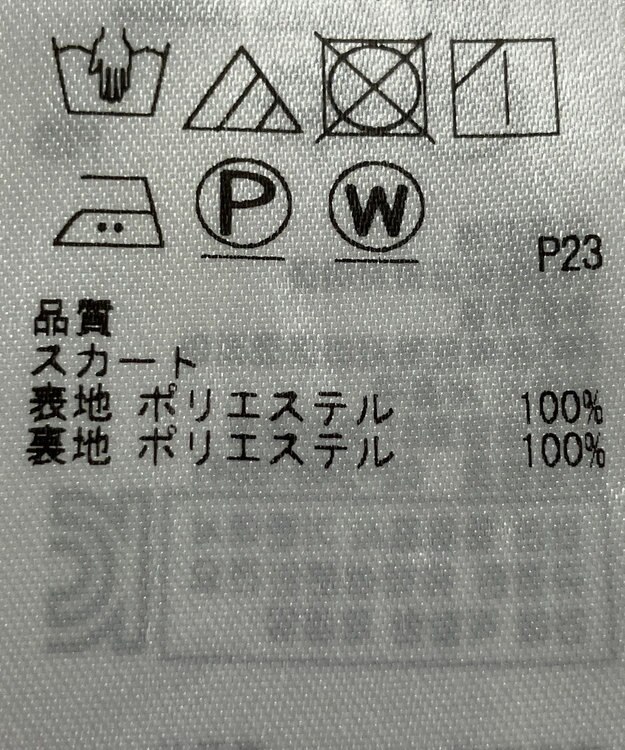 P W
P23
品質
スカート
表地 ポリエステル 100%
裏地 ポリエステル 100%